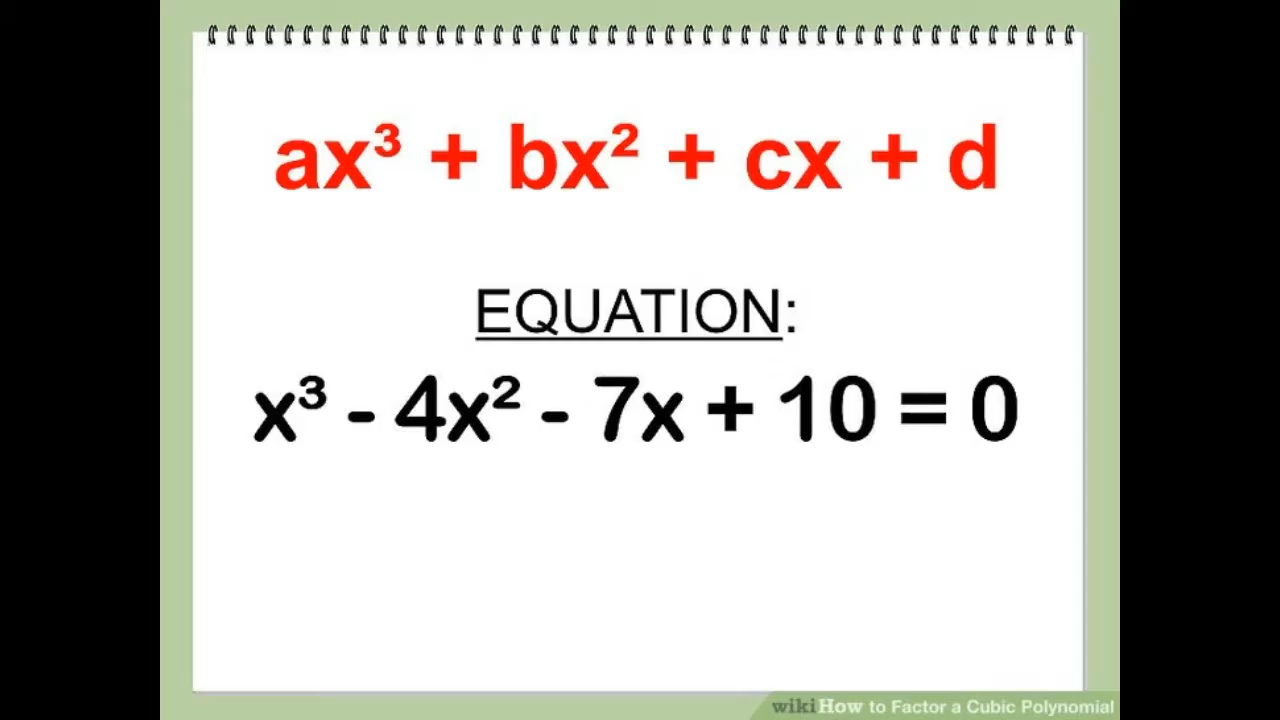 ax³ + bx² + cx + d
EQUATION:
x³ - 4x² - 7x + 10 = 0
wikiHow to Factor a Cubic Polynomial